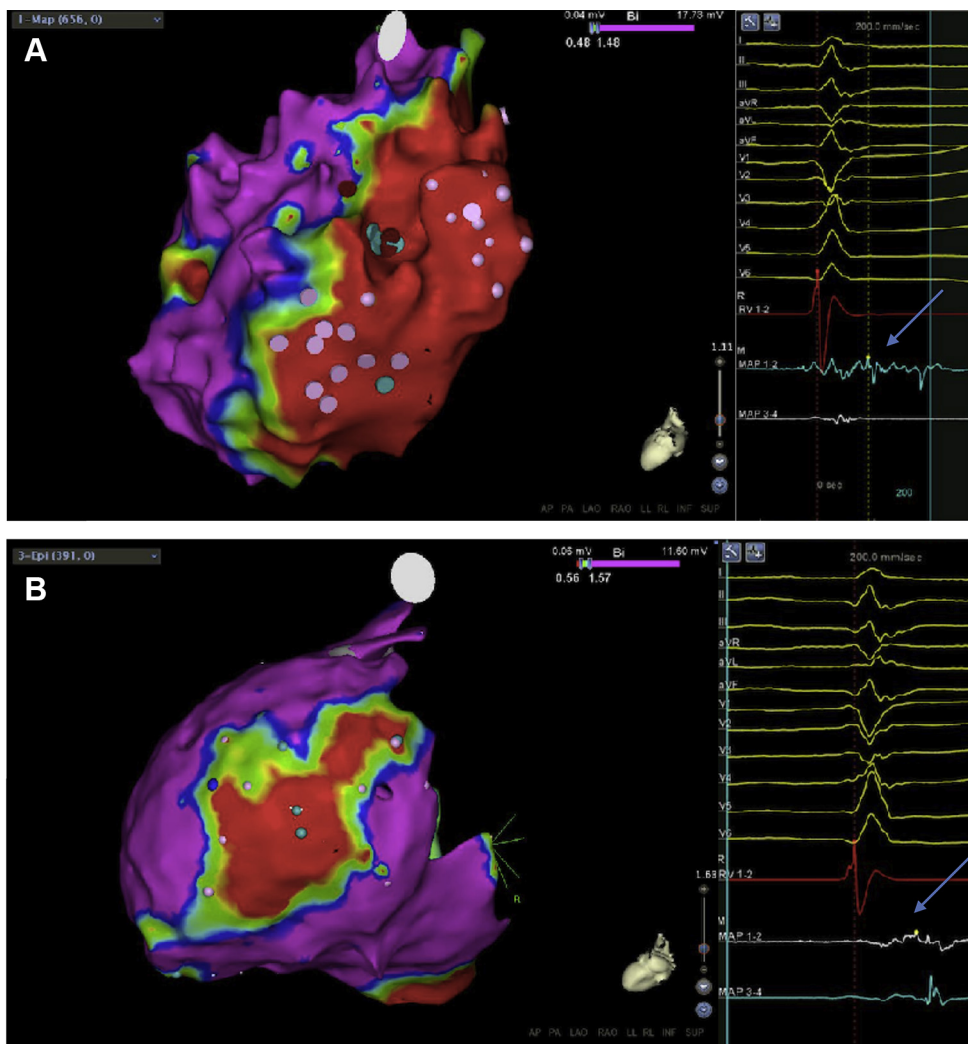 A
1-Map (656, 0)
0.04 mV Bi 17.73 mV
0.48 1.48
200.0 mm/sec
I
II
III
aVR
aVL
aVF
V1
V2
V3
V4
V5
V6
R
RV 1-2
M
MAP 1-2
MAP 3-4
1.11
0 sec
200
AP PA LAO RAO LL RL INF SUP
B
3-Epi (391, 0)
0.06 mV Bi 11.60 mV
0.56 1.57
200.0 mm/sec
I
II
III
aVR
aVL
aVF
V1
V2
V3
V4
V5
V6
R
RV 1-2
M
MAP 1-2
MAP 3-4
R
AP PA LAO RAO LL RL INF SUP